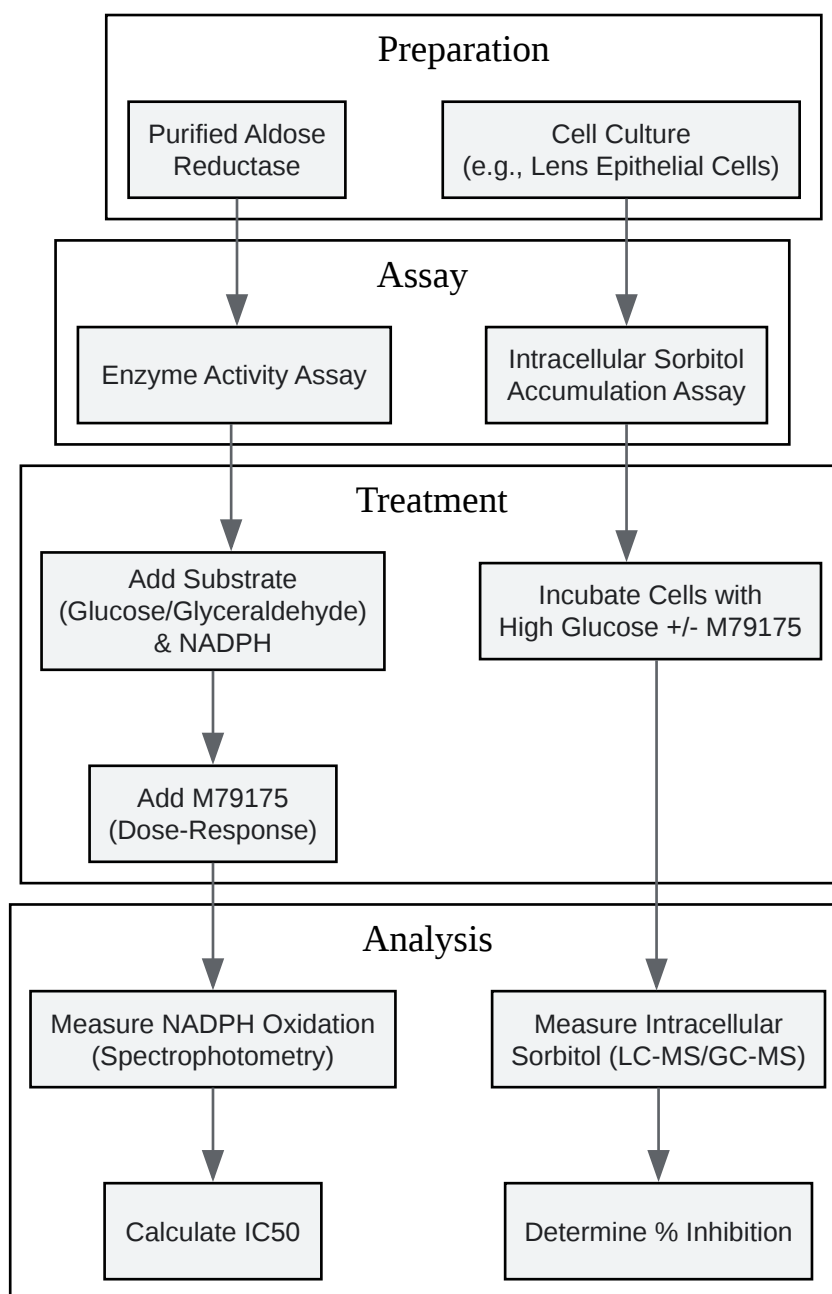 Preparation
Purified Aldose
Reductase
Cell Culture
(e.g., Lens Epithelial Cells)
Assay
Enzyme Activity Assay
Intracellular Sorbitol
Accumulation Assay
Treatment
Add Substrate
(Glucose/Glyceraldehyde)
& NADPH
Incubate Cells with
High Glucose +/- M79175
Add M79175
(Dose-Response)
Analysis
Measure NADPH Oxidation
(Spectrophotometry)
Measure Intracellular
Sorbitol (LC-MS/GC-MS)
Calculate IC50
Determine % Inhibition